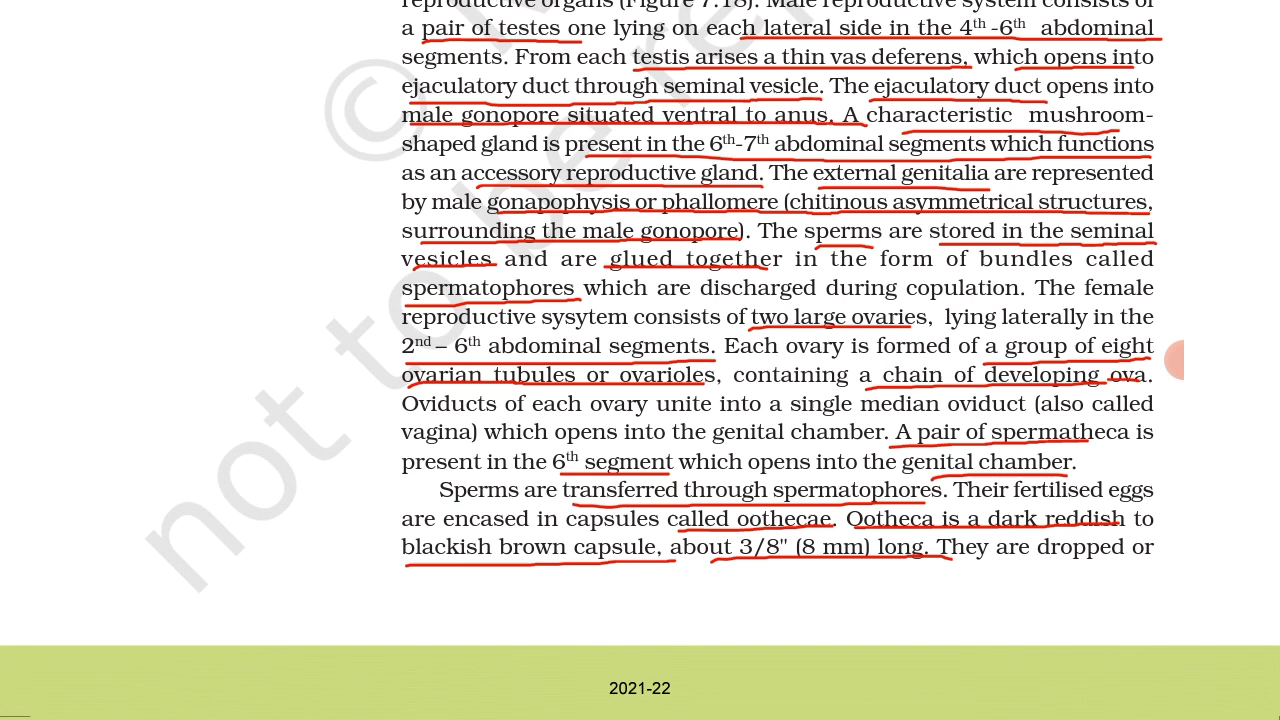 reproductive organs (Figure 7.18). Male reproductive system consists of
a pair of testes one lying on each lateral side in the 4th -6th abdominal
segments. From each testis arises a thin vas deferens, which opens into
ejaculatory duct through seminal vesicle. The ejaculatory duct opens into
male gonopore situated ventral to anus. A characteristic mushroom-
shaped gland is present in the 6th-7th abdominal segments which functions
as an accessory reproductive gland. The external genitalia are represented
by male gonapophysis or phallomere (chitinous asymmetrical structures,
surrounding the male gonopore). The sperms are stored in the seminal
vesicles and are glued together in the form of bundles called
spermatophores which are discharged during copulation. The female
reproductive sysytem consists of two large ovaries, lying laterally in the
2nd – 6th abdominal segments. Each ovary is formed of a group of eight
ovarian tubules or ovarioles, containing a chain of developing ova.
Oviducts of each ovary unite into a single median oviduct (also called
vagina) which opens into the genital chamber. A pair of spermatheca is
present in the 6th segment which opens into the genital chamber.
Sperms are transferred through spermatophores. Their fertilised eggs
are encased in capsules called oothecae. Ootheca is a dark reddish to
blackish brown capsule, about 3/8" (8 mm) long. They are dropped or
©
not to be re
2021-22